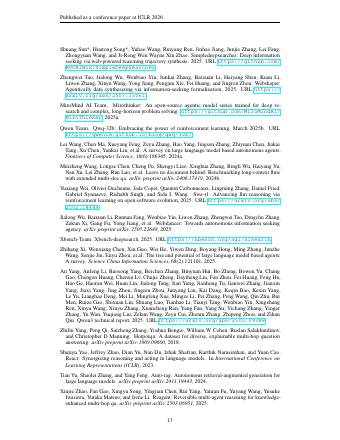 Published as a conference paper at ICLR 2026
Shuang Sun*, Huatong Song*, Yuhao Wang, Ruiyang Ren, Jinhao Jiang, Junjie Zhang, Lei Fang,
Zhongyuan Wang, and Ji-Rong Wen Wayne Xin Zhao. Simpledeepsearcher: Deep information
seeking via web-powered reasoning trajectory synthesis. 2025. URL https://github.com/
RUCAIBox/SimpleDeepSearcher.
Zhengwei Tao, Jialong Wu, Wenbiao Yin, Junkai Zhang, Baixuan Li, Haiyang Shen, Kuan Li,
Liwen Zhang, Xinyu Wang, Yong Jiang, Pengjun Xie, Fei Huang, and Jingren Zhou. Webshaper:
Agentically data synthesizing via information-seeking formalization, 2025. URL https://
MiroMind AI Team. Mirothinker: An open-source agentic model series trained for deep re-
search and complex, long-horizon problem solving. https://github.com/MiroMindAI/
MiroThinker, 2025a.
Qwen Team. Qwq-32b: Embracing the power of reinforcement learning, March 2025b. URL
Lei Wang, Chen Ma, Xueyang Feng, Zeyu Zhang, Hao Yang, Jingsen Zhang, Zhiyuan Chen, Jiakai
Tang, Xu Chen, Yankai Lin, et al. A survey on large language model based autonomous agents.
Frontiers of Computer Science, 18(6):186345, 2024a.
Minzheng Wang, Longze Chen, Cheng Fu, Shengyi Liao, Xinghua Zhang, Bingli Wu, Haiyang Yu,
Nan Xu, Lei Zhang, Run Luo, et al. Leave no document behind: Benchmarking long-context llms
with extended multi-doc qa. arXiv preprint arXiv:2406.17419, 2024b.
Yuxiang Wei, Olivier Duchenne, Jade Copet, Quentin Carbonneaux, Lingming Zhang, Daniel Fried,
Gabriel Synnaeve, Rishabh Singh, and Sida I. Wang. Swe-rl: Advancing llm reasoning via
reinforcement learning on open software evolution, 2025. URL https://arxiv.org/abs/
Jialong Wu, Baixuan Li, Runnan Fang, Wenbiao Yin, Liwen Zhang, Zhengwei Tao, Dingchu Zhang,
Zekun Xi, Gang Fu, Yong Jiang, et al. Webdancer: Towards autonomous information seeking
agency. arXiv preprint arXiv:2505.22648, 2025.
Xbench-Team. Xbench-deepsearch, 2025. URL https://xbench.org/agi/aisearch.
Zhiheng Xi, Wenxiang Chen, Xin Guo, Wei He, Yiwen Ding, Boyang Hong, Ming Zhang, Junzhe
Wang, Senjie Jin, Enyu Zhou, et al. The rise and potential of large language model based agents:
A survey. Science China Information Sciences, 68(2):121101, 2025.
An Yang, Anfeng Li, Baosong Yang, Beichen Zhang, Binyuan Hui, Bo Zheng, Bowen Yu, Chang
Gao, Chengen Huang, Chenxu Lv, Chujie Zheng, Dayiheng Liu, Fan Zhou, Fei Huang, Feng Hu,
Hao Ge, Haoran Wei, Huan Lin, Jialong Tang, Jian Yang, Jianhong Tu, Jianwei Zhang, Jianxin
Yang, Jiaxi Yang, Jing Zhou, Jingren Zhou, Junyang Lin, Kai Dang, Keqin Bao, Kexin Yang,
Le Yu, Lianghao Deng, Mei Li, Mingfeng Xue, Mingze Li, Pei Zhang, Peng Wang, Qin Zhu, Rui
Men, Ruize Gao, Shixuan Liu, Shuang Luo, Tianhao Li, Tianyi Tang, Wenbiao Yin, Xingzhang
Ren, Xinyu Wang, Xinyu Zhang, Xuancheng Ren, Yang Fan, Yang Su, Yichang Zhang, Yinger
Zhang, Yu Wan, Yuqiong Liu, Zekun Wang, Zeyu Cui, Zhenru Zhang, Zhipeng Zhou, and Zihan
Qiu. Qwen3 technical report, 2025. URL
Zhilin Yang, Peng Qi, Saizheng Zhang, Yoshua Bengio, William W Cohen, Ruslan Salakhutdinov,
and Christopher D Manning. Hotpotqa: A dataset for diverse, explainable multi-hop question
answering. arXiv preprint arXiv:1809.09600, 2018.
Shunyu Yao, Jeffrey Zhao, Dian Yu, Nan Du, Izhak Shafran, Karthik Narasimhan, and Yuan Cao.
React: Synergizing reasoning and acting in language models. In International Conference on
Learning Representations (ICLR), 2023.
Tian Yu, Shaolei Zhang, and Yang Feng. Auto-rag: Autonomous retrieval-augmented generation for
large language models. arXiv preprint arXiv:2411.19443, 2024.
Xinjie Zhao, Fan Gao, Xingyu Song, Yingjian Chen, Rui Yang, Yanran Fu, Yuyang Wang, Yusuke
Iwasawa, Yutaka Matsuo, and Irene Li. Reagent: Reversible multi-agent reasoning for knowledge-
enhanced multi-hop qa. arXiv preprint arXiv:2503.06951, 2025.
13